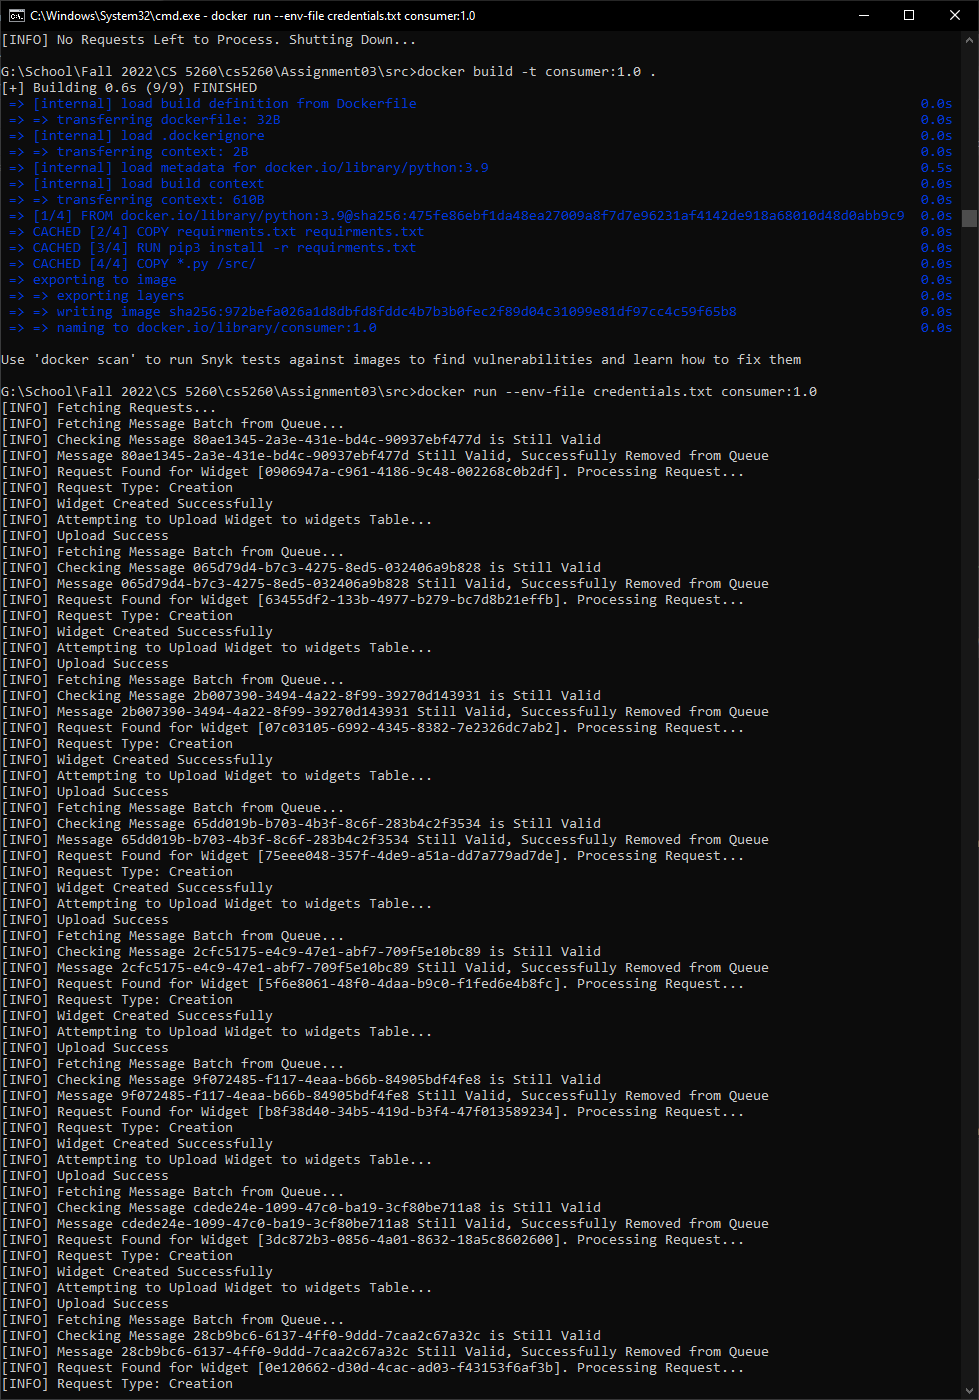 C:\Windows\System32\cmd.exe - docker run --env-file credentials.txt consumer:1.0
[INFO] No Requests Left to Process. Shutting Down...
G:\School\Fall 2022\CS 5260\cs5260\Assignment03\src>docker build -t consumer:1.0 .
[+] Building 0.6s (9/9) FINISHED
=> [internal] load build definition from Dockerfile 0.0s
=> => transferring dockerfile: 32B 0.0s
=> [internal] load .dockerignore 0.0s
=> => transferring context: 2B 0.0s
=> [internal] load metadata for docker.io/library/python:3.9 0.5s
=> [internal] load build context 0.0s
=> => transferring context: 610B 0.0s
=> [1/4] FROM docker.io/library/python:3.9@sha256:475fe86ebf1da48ea27009a8f7d7e96231af4142de918a68010d48d0abb9c9 0.0s
=> CACHED [2/4] COPY requirments.txt requirments.txt 0.0s
=> CACHED [3/4] RUN pip3 install -r requirments.txt 0.0s
=> CACHED [4/4] COPY *.py /src/ 0.0s
=> exporting to image 0.0s
=> => exporting layers 0.0s
=> => writing image sha256:972befa026a1d8dbfd8fddc4b7b3b0fec2f89d04c31099e81df97cc4c59f65b8 0.0s
=> => naming to docker.io/library/consumer:1.0 0.0s
Use 'docker scan' to run Snyk tests against images to find vulnerabilities and learn how to fix them
G:\School\Fall 2022\CS 5260\cs5260\Assignment03\src>docker run --env-file credentials.txt consumer:1.0
[INFO] Fetching Requests...
[INFO] Fetching Message Batch from Queue...
[INFO] Checking Message 80ae1345-2a3e-431e-bd4c-90937ebf477d is Still Valid
[INFO] Message 80ae1345-2a3e-431e-bd4c-90937ebf477d Still Valid, Successfully Removed from Queue
[INFO] Request Found for Widget [0906947a-c961-4186-9c48-002268c0b2df]. Processing Request...
[INFO] Request Type: Creation
[INFO] Widget Created Successfully
[INFO] Attempting to Upload Widget to widgets Table...
[INFO] Upload Success
[INFO] Fetching Message Batch from Queue...
[INFO] Checking Message 065d79d4-b7c3-4275-8ed5-032406a9b828 is Still Valid
[INFO] Message 065d79d4-b7c3-4275-8ed5-032406a9b828 Still Valid, Successfully Removed from Queue
[INFO] Request Found for Widget [63455df2-133b-4977-b279-bc7d8b21effb]. Processing Request...
[INFO] Request Type: Creation
[INFO] Widget Created Successfully
[INFO] Attempting to Upload Widget to widgets Table...
[INFO] Upload Success
[INFO] Fetching Message Batch from Queue...
[INFO] Checking Message 2b007390-3494-4a22-8f99-39270d143931 is Still Valid
[INFO] Message 2b007390-3494-4a22-8f99-39270d143931 Still Valid, Successfully Removed from Queue
[INFO] Request Found for Widget [07c03105-6992-4345-8382-7e2326dc7ab2]. Processing Request...
[INFO] Request Type: Creation
[INFO] Widget Created Successfully
[INFO] Attempting to Upload Widget to widgets Table...
[INFO] Upload Success
[INFO] Fetching Message Batch from Queue...
[INFO] Checking Message 65dd019b-b703-4b3f-8c6f-283b4c2f3534 is Still Valid
[INFO] Message 65dd019b-b703-4b3f-8c6f-283b4c2f3534 Still Valid, Successfully Removed from Queue
[INFO] Request Found for Widget [75eee048-357f-4de9-a51a-dd7a779ad7de]. Processing Request...
[INFO] Request Type: Creation
[INFO] Widget Created Successfully
[INFO] Attempting to Upload Widget to widgets Table...
[INFO] Upload Success
[INFO] Fetching Message Batch from Queue...
[INFO] Checking Message 2cfc5175-e4c9-47e1-abf7-709f5e10bc89 is Still Valid
[INFO] Message 2cfc5175-e4c9-47e1-abf7-709f5e10bc89 Still Valid, Successfully Removed from Queue
[INFO] Request Found for Widget [5f6e8061-48f0-4daa-b9c0-f1fed6e4b8fc]. Processing Request...
[INFO] Request Type: Creation
[INFO] Widget Created Successfully
[INFO] Attempting to Upload Widget to widgets Table...
[INFO] Upload Success
[INFO] Fetching Message Batch from Queue...
[INFO] Checking Message 9f072485-f117-4eaa-b66b-84905bdf4fe8 is Still Valid
[INFO] Message 9f072485-f117-4eaa-b66b-84905bdf4fe8 Still Valid, Successfully Removed from Queue
[INFO] Request Found for Widget [b8f38d40-34b5-419d-b3f4-47f013589234]. Processing Request...
[INFO] Request Type: Creation
[INFO] Widget Created Successfully
[INFO] Attempting to Upload Widget to widgets Table...
[INFO] Upload Success
[INFO] Fetching Message Batch from Queue...
[INFO] Checking Message cdede24e-1099-47c0-ba19-3cf80be711a8 is Still Valid
[INFO] Message cdede24e-1099-47c0-ba19-3cf80be711a8 Still Valid, Successfully Removed from Queue
[INFO] Request Found for Widget [3dc872b3-0856-4a01-8632-18a5c8602600]. Processing Request...
[INFO] Request Type: Creation
[INFO] Widget Created Successfully
[INFO] Attempting to Upload Widget to widgets Table...
[INFO] Upload Success
[INFO] Fetching Message Batch from Queue...
[INFO] Checking Message 28cb9bc6-6137-4ff0-9ddd-7caa2c67a32c is Still Valid
[INFO] Message 28cb9bc6-6137-4ff0-9ddd-7caa2c67a32c Still Valid, Successfully Removed from Queue
[INFO] Request Found for Widget [0e120662-d30d-4cac-ad03-f43153f6af3b]. Processing Request...
[INFO] Request Type: Creation